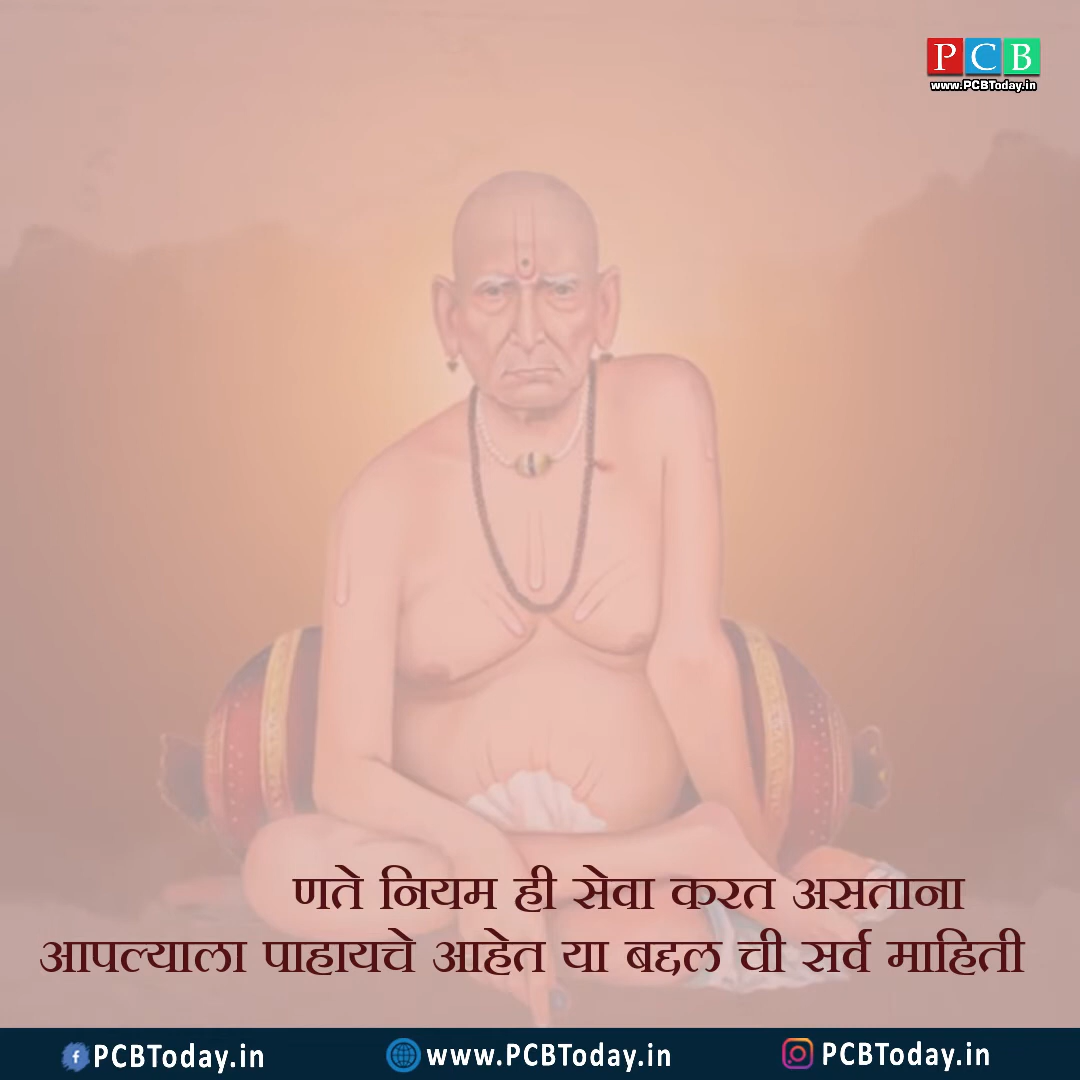 P C B
www.PCBToday.in
णते नियम ही सेवा करत असताना
आपल्याला पाहायचे आहेत या बद्दल ची सर्व माहिती
PCBToday.in www.PCBToday.in PCBToday.in